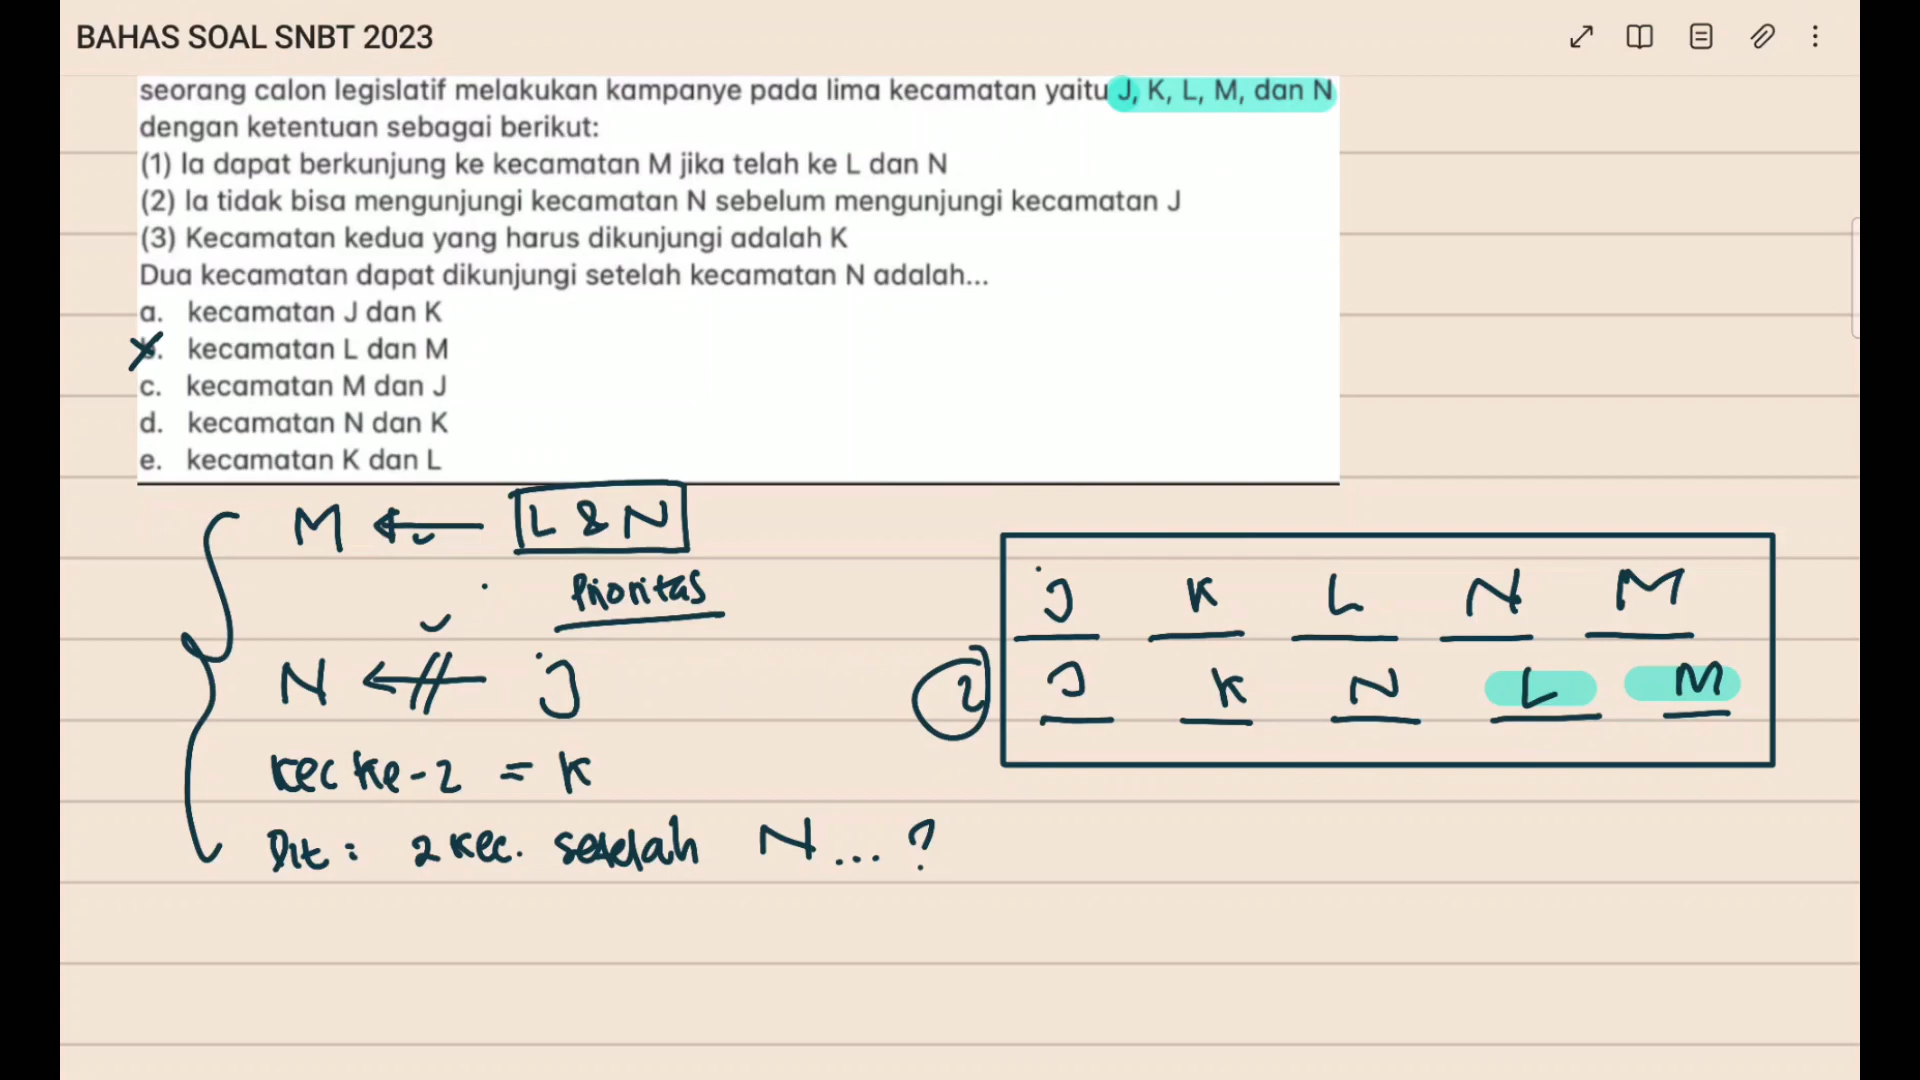 BAHAS SOAL SNBT 2023
seorang calon legislatif melakukan kampanye pada lima kecamatan yaitu J, K, L, M, dan N
dengan ketentuan sebagai berikut:
(1) Ia dapat berkunjung ke kecamatan M jika telah ke L dan N
(2) Ia tidak bisa mengunjungi kecamatan N sebelum mengunjungi kecamatan J
(3) Kecamatan kedua yang harus dikunjungi adalah K
Dua kecamatan dapat dikunjungi setelah kecamatan N adalah...
a. kecamatan J dan K
b. kecamatan L dan M
c. kecamatan M dan J
d. kecamatan N dan K
e. kecamatan K dan L
M ← L & N
Prioritas
N ← J
kec ke-2 = K
Dit: 2 kec. setelah N ... ?
J K L N M
2 J K N L M